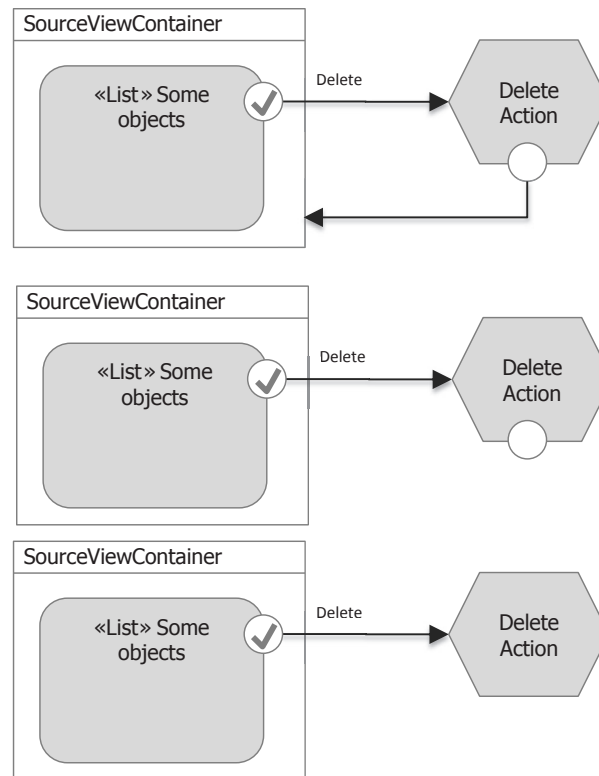 SourceViewContainer
«List» Some
objects
Delete
Delete
Action
SourceViewContainer
«List» Some
objects
Delete
Delete
Action
SourceViewContainer
«List» Some
objects
Delete
Delete
Action